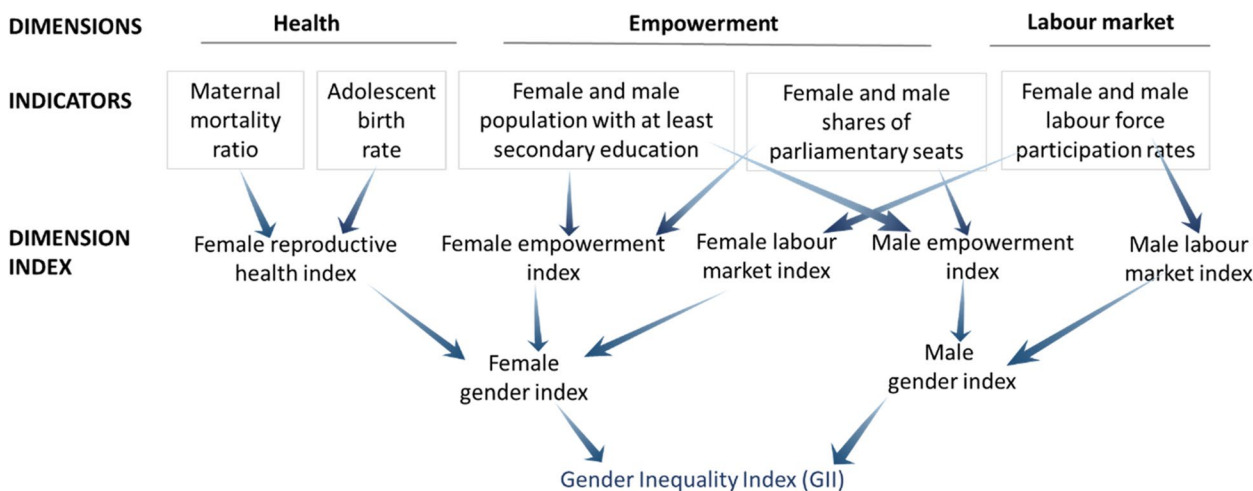 DIMENSIONS
Health
Empowerment
Labour market
INDICATORS
Maternal
mortality
ratio
Adolescent
birth
rate
Female and male
population with at least
secondary education
Female and male
shares of
parliamentary seats
Female and male
labour force
participation rates
DIMENSION
INDEX
Female reproductive
health index
Female empowerment
index
Female labour
market index
Male empowerment
index
Male labour
market index
Female
gender index
Male
gender index
Gender Inequality Index (GII)